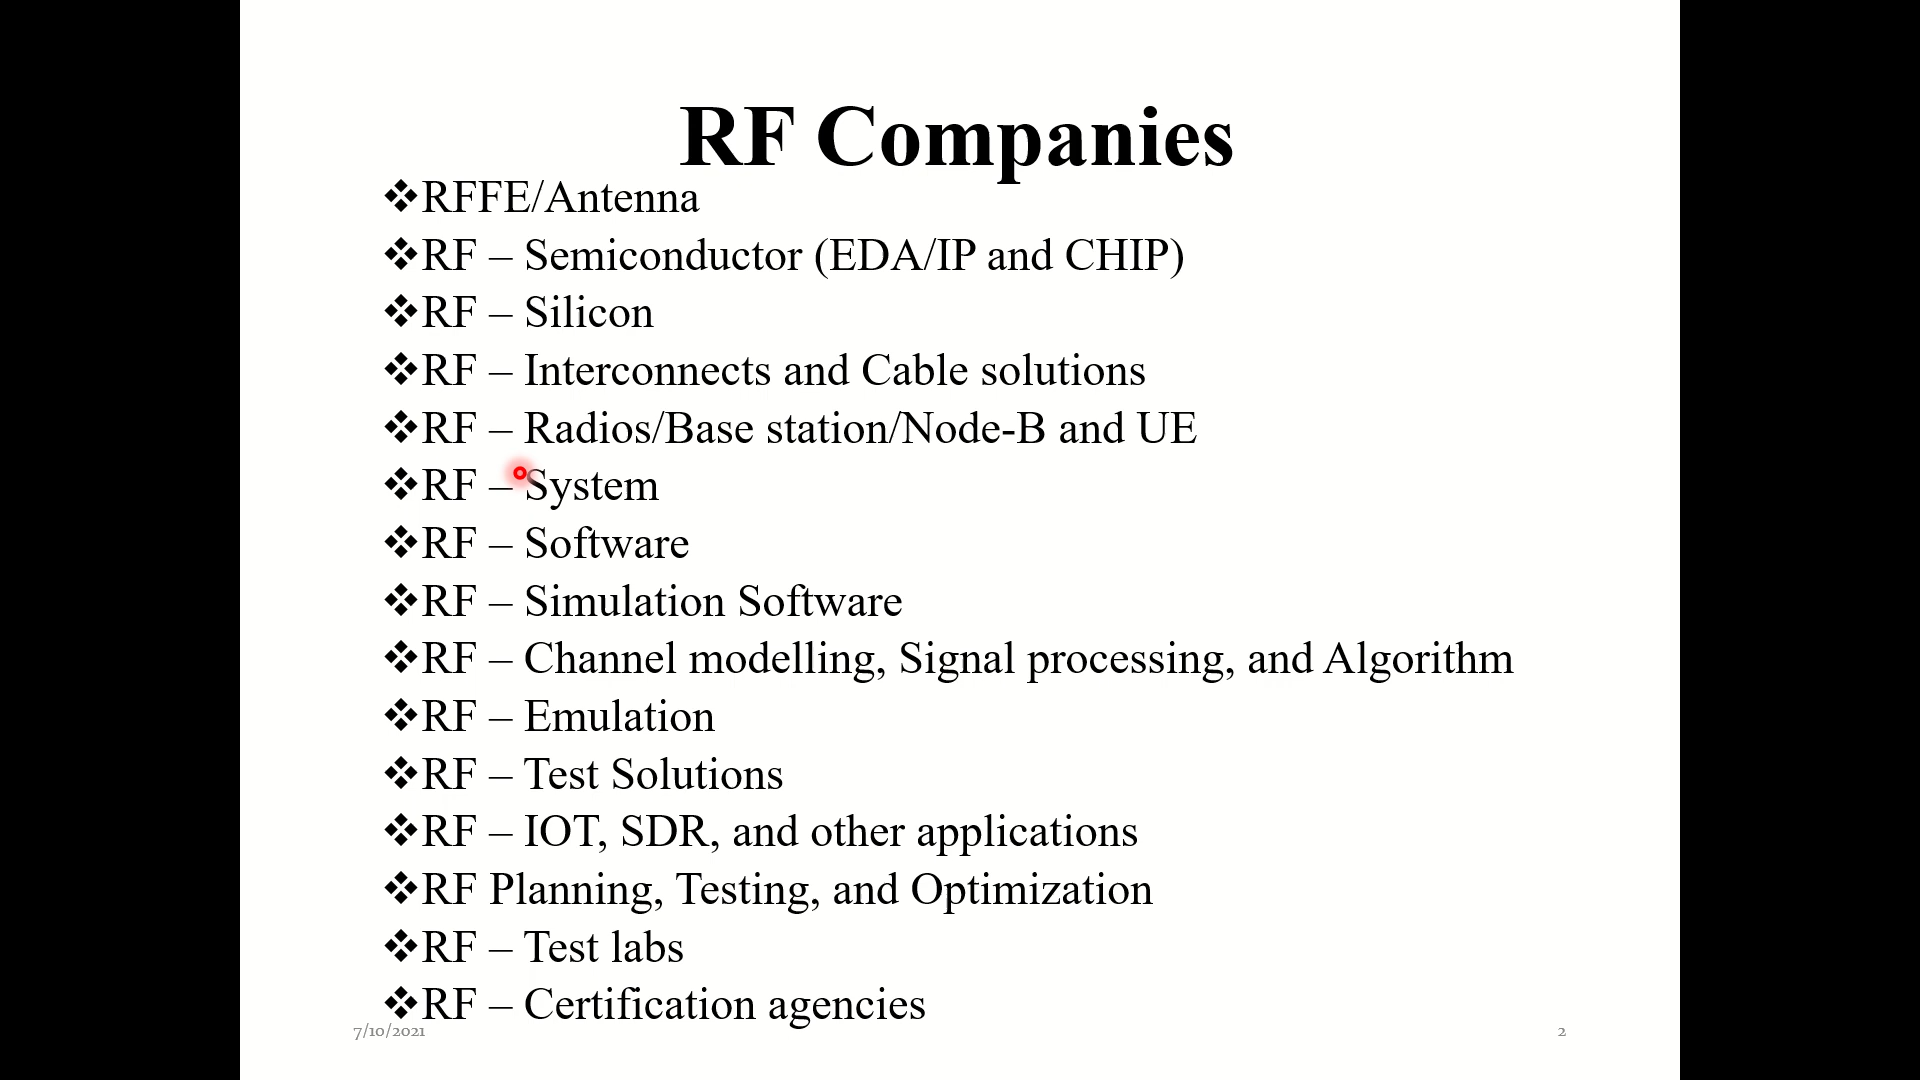 RF Companies
❖RFFE/Antenna
❖RF – Semiconductor (EDA/IP and CHIP)
❖RF – Silicon
❖RF – Interconnects and Cable solutions
❖RF – Radios/Base station/Node-B and UE
❖RF – System
❖RF – Software
❖RF – Simulation Software
❖RF – Channel modelling, Signal processing, and Algorithm
❖RF – Emulation
❖RF – Test Solutions
❖RF – IOT, SDR, and other applications
❖RF Planning, Testing, and Optimization
❖RF – Test labs
❖RF – Certification agencies
7/10/2021
2